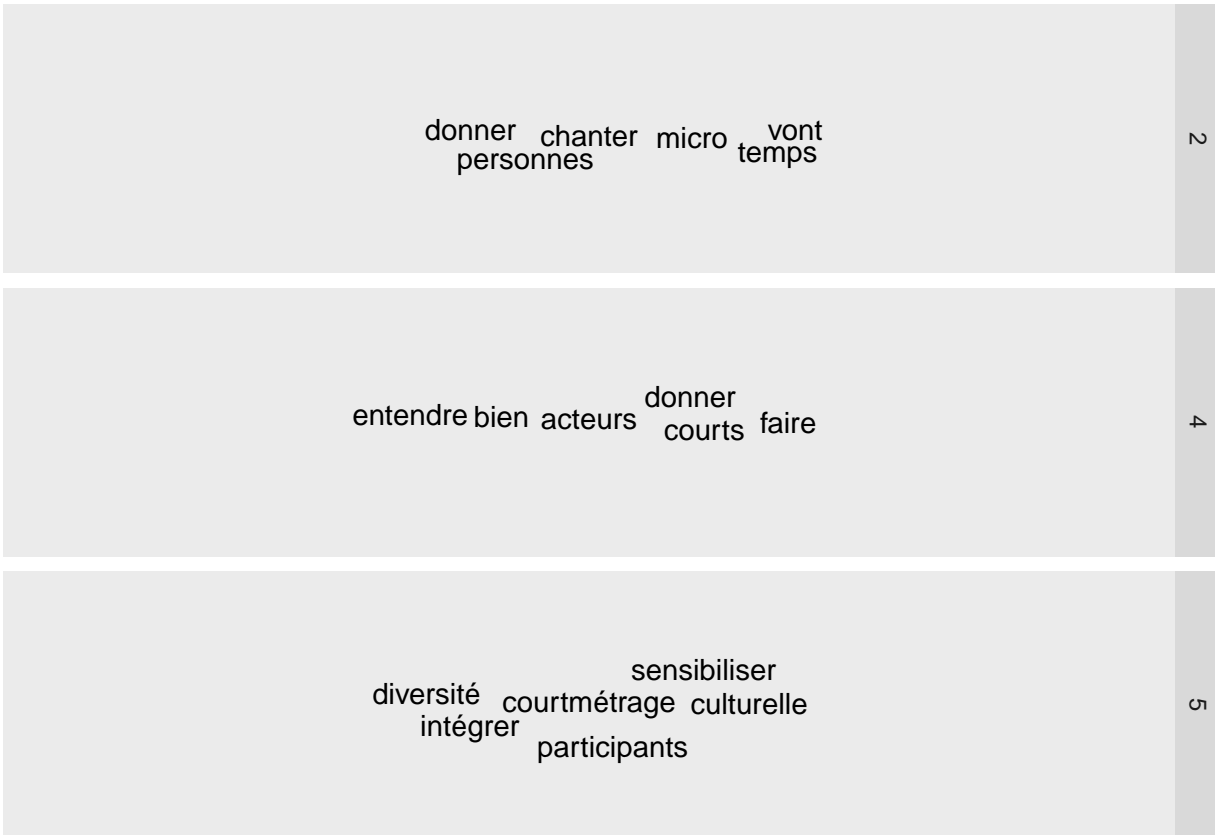 donner chanter micro vont
personnes temps
2
entendre bien acteurs donner
courts faire
4
sensibiliser
diversité courtmétrage culturelle
intégrer
participants
5